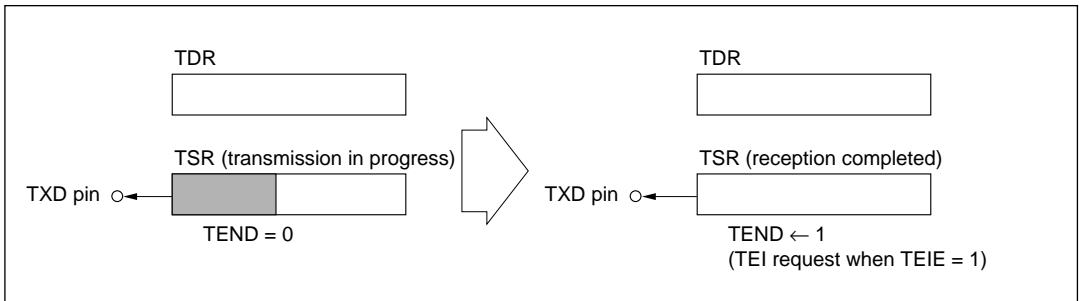 TDR
TSR (transmission in progress)
TXD pin
TEND = 0
TDR
TSR (reception completed)
TXD pin
TEND ← 1
(TEI request when TEIE = 1)